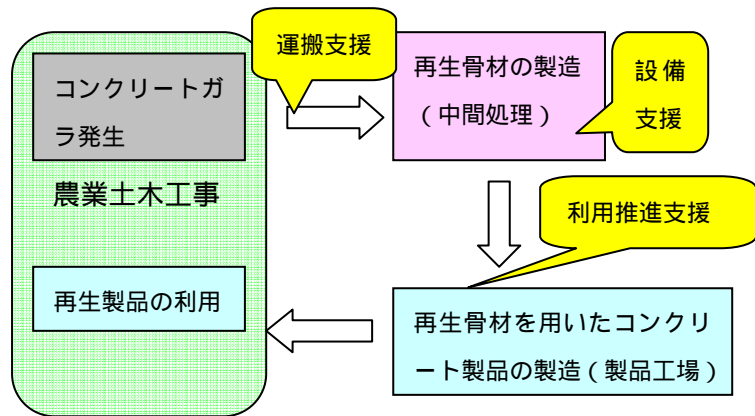 運搬支援
コンクリートガ
ラ発生
再生骨材の製造
(中間処理)
設備
支援
農業土木工事
利用推進支援
再生製品の利用
再生骨材を用いたコンクリ
ート製品の製造(製品工場)